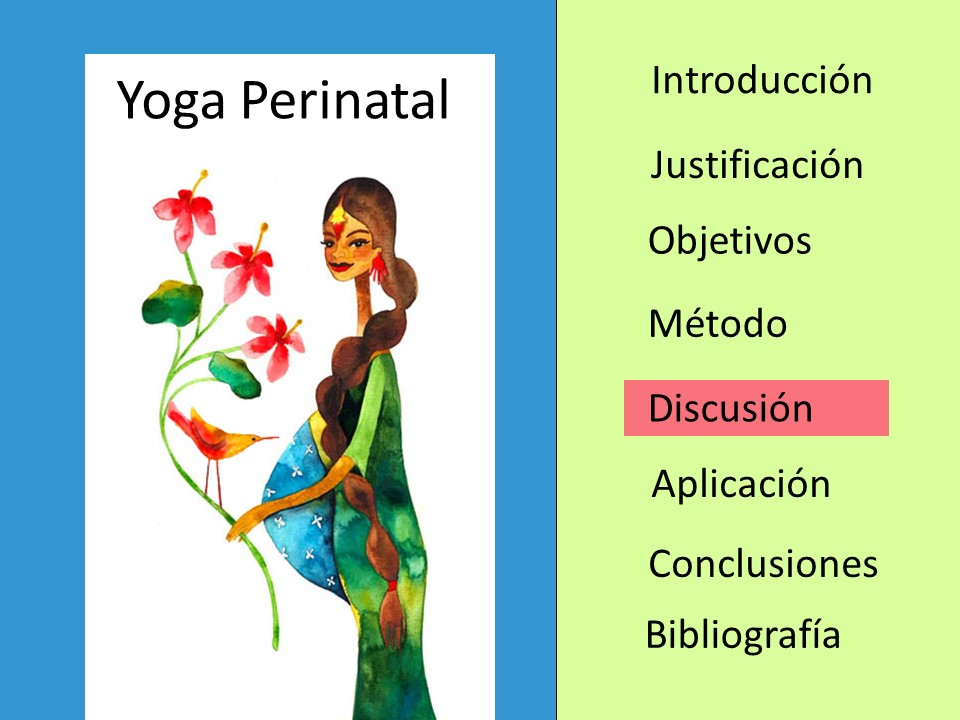 Yoga Perinatal
Introducción
Justificación
Objetivos
Método
Discusión
Aplicación
Conclusiones
Bibliografía